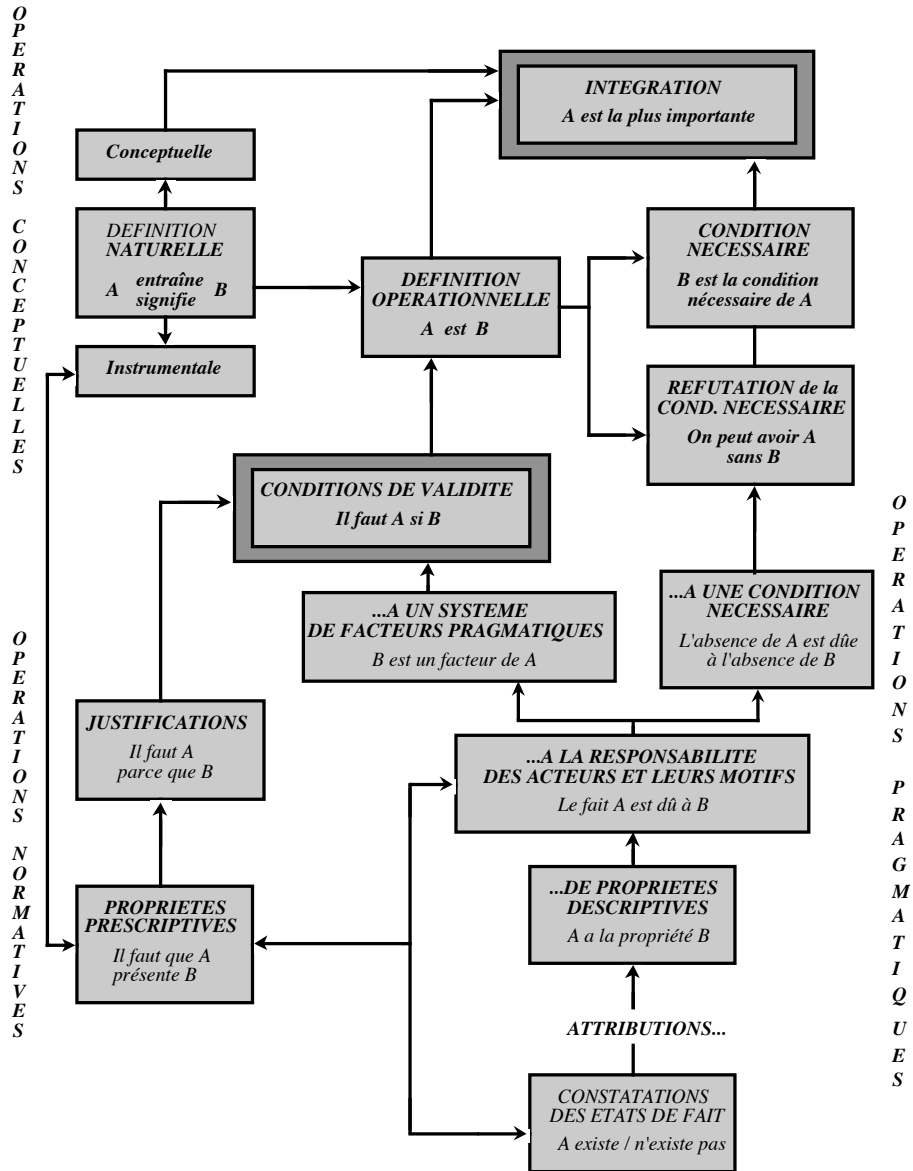 OPERATIONS CONCEPTUELLES
INTEGRATION
A est la plus importante
Conceptuelle
DEFINITION
NATURELLE
A entraîne B
signifie
CONDITION
NECESSAIRE
B est la condition
nécessaire de A
DEFINITION
OPERATIONNELLE
A est B
Instrumentale
REFUTATION de la
COND. NECESSAIRE
On peut avoir A
sans B
CONDITIONS DE VALIDITE
Il faut A si B
OPERATIONS PRAGMATIQUES
...A UNE CONDITION
NECESSAIRE
L'absence de A est dûe
à l'absence de B
...A UN SYSTEME
DE FACTEURS PRAGMATIQUES
B est un facteur de A
OPERATIONS NORMATIVES
JUSTIFICATIONS
Il faut A
parce que B
...A LA RESPONSABILITE
DES ACTEURS ET LEURS MOTIFS
Le fait A est dû à B
...DE PROPRIETES
DESCRIPTIVES
A a la propriété B
PROPRIETES
PRESCRIPTIVES
Il faut que A
présente B
ATTRIBUTIONS...
CONSTATATIONS
DES ETATS DE FAIT
A existe / n'existe pas